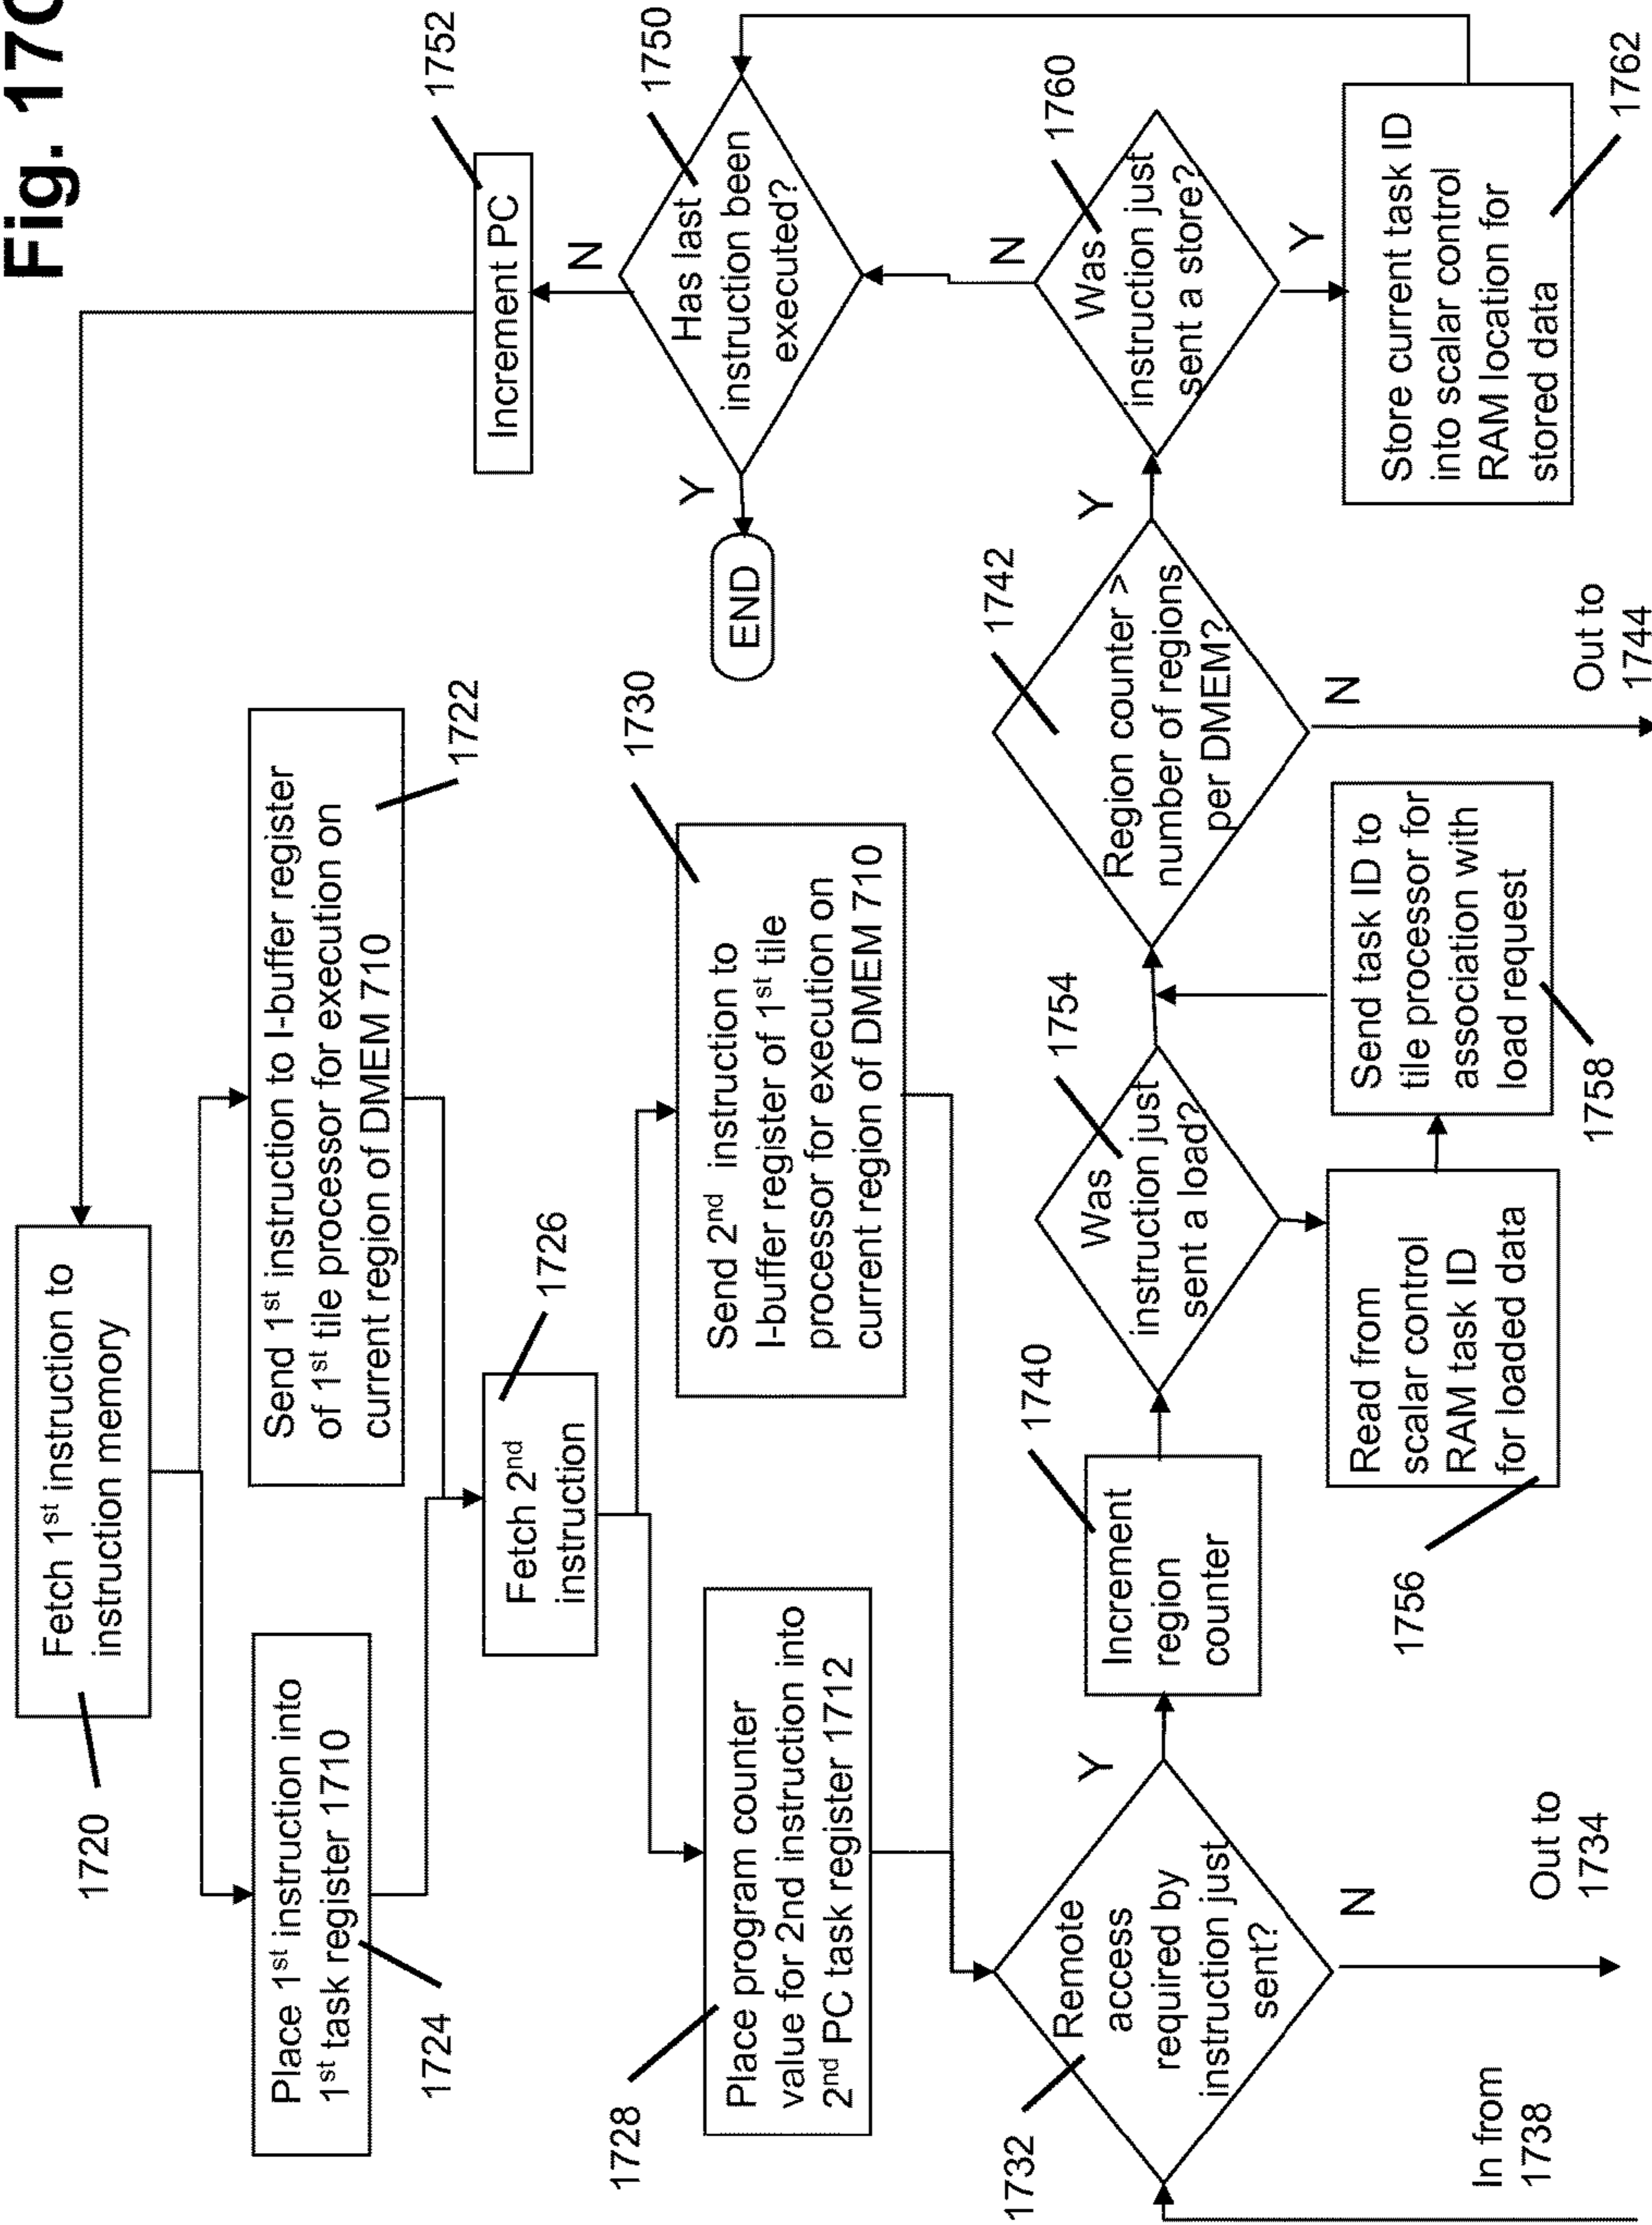 Fig. 17C
Fetch 1st instruction to
instruction memory
1720
Place 1st instruction into
1st task register 1710
1724
Send 1st instruction to I-buffer register
of 1st tile processor for execution on
current region of DMEM 710
1722
Fetch 2nd
instruction
1726
Place program counter
value for 2nd instruction into
2nd PC task register 1712
1728
Send 2nd instruction to
I-buffer register of 1st tile
processor for execution on
current region of DMEM 710
1730
Remote
access
required by
instruction just
sent?
1732
In from
1738
N
Out to
1734
Y
Increment
region
counter
1740
Was
instruction just
sent a load?
1754
Read from
scalar control
RAM task ID
for loaded data
1756
Send task ID to
tile processor for
association with
load request
1758
Region counter >
number of regions
per DMEM?
1742
N
Out to
1744
Y
Was
instruction just
sent a store?
1760
Y
Store current task ID
into scalar control
RAM location for
stored data
1762
N
Has last
instruction been
executed?
1750
Y
END
N
Increment PC
1752